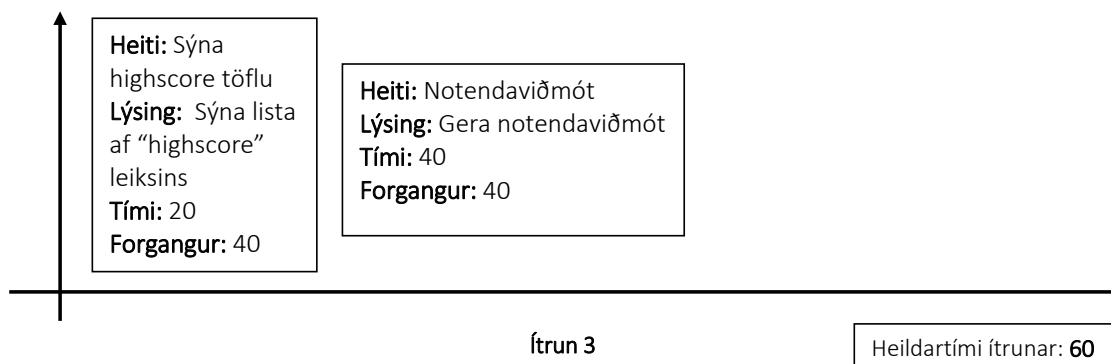 Heiti: Sýna
highscore töflu
Lýsing: Sýna lista
af “highscore”
leiksins
Tími: 20
Forgangur: 40
Heiti: Notendaviðmót
Lýsing: Gera notendaviðmót
Tími: 40
Forgangur: 40
Ítrun 3
Heildartími ítrunar: 60